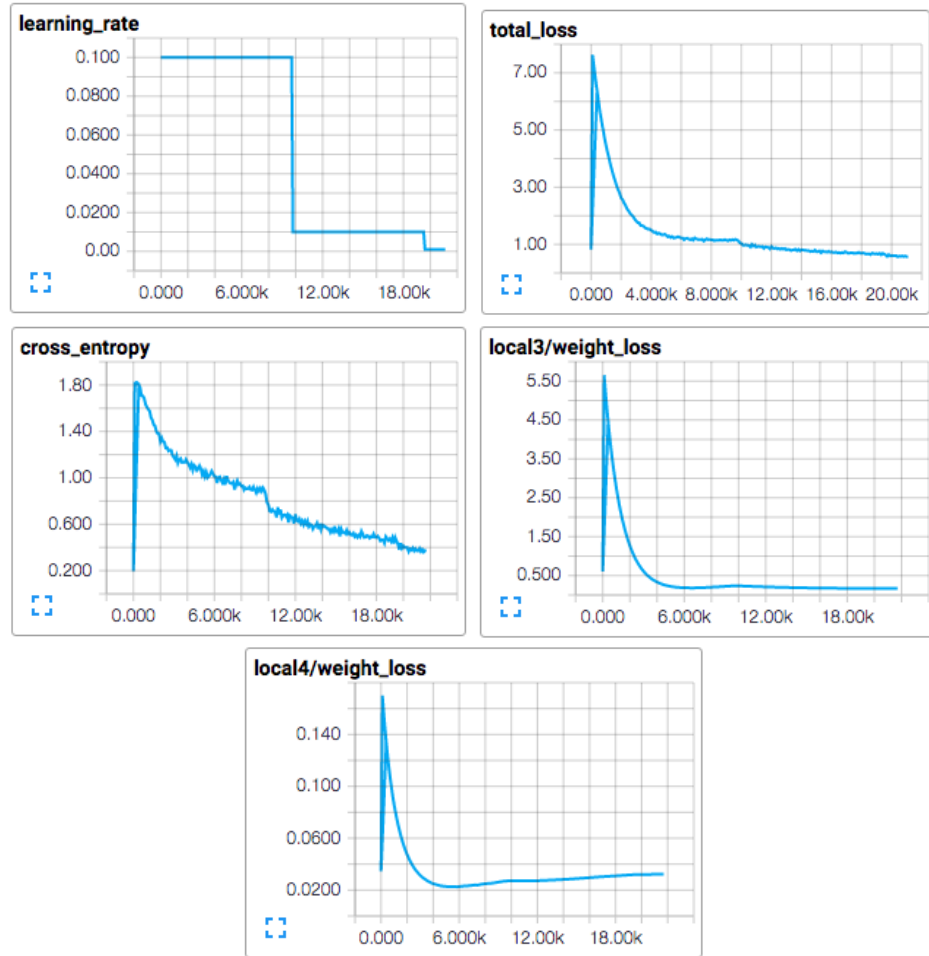 learning_rate
0.100
0.0800
0.0600
0.0400
0.0200
0.00
0.000 6.000k 12.00k 18.00k
total_loss
7.00
5.00
3.00
1.00
0.000 4.000k 8.000k 12.00k 16.00k 20.00k
cross_entropy
1.80
1.40
1.00
0.600
0.200
0.000 6.000k 12.00k 18.00k
local3/weight_loss
5.50
4.50
3.50
2.50
1.50
0.500
0.000 6.000k 12.00k 18.00k
local4/weight_loss
0.140
0.100
0.0600
0.0200
0.000 6.000k 12.00k 18.00k